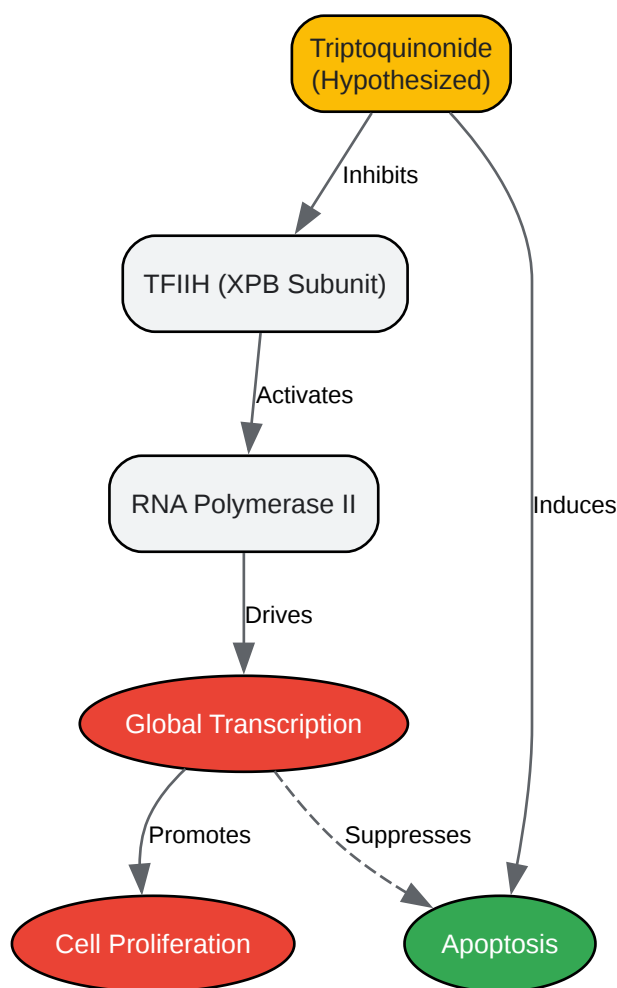 Triptoquinonide
(Hypothesized)
Inhibits
TFIIH (XPB Subunit)
Activates
RNA Polymerase II
Induces
Drives
Global Transcription
Promotes
Suppresses
Cell Proliferation
Apoptosis